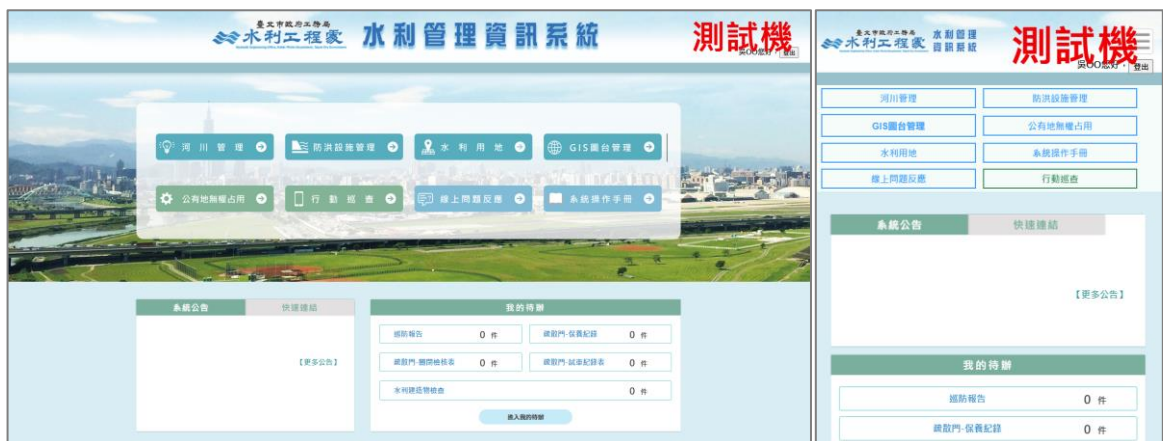 臺北市政府工務局
水利工程處 水利管理資訊系統
測試機
吳OO您好, 登出
河川管理 防洪設施管理 水利用地 GIS圖台管理
公有地無權占用 行動巡查 線上問題反應 系統操作手冊
系統公告 快速連結
【更多公告】
我的待辦
巡防報告 0 件 疏散門-保養紀錄 0 件
疏散門-關閉檢核表 0 件 疏散門-試車紀錄表 0 件
水利建造物檢查 0 件
進入我的待辦
臺北市政府工務局
水利工程處 水利管理
資訊系統
測試機
吳OO您好, 登出
河川管理 防洪設施管理
GIS圖台管理 公有地無權占用
水利用地 系統操作手冊
線上問題反應 行動巡查
系統公告 快速連結
【更多公告】
我的待辦
巡防報告 0 件
疏散門-保養紀錄 0 件